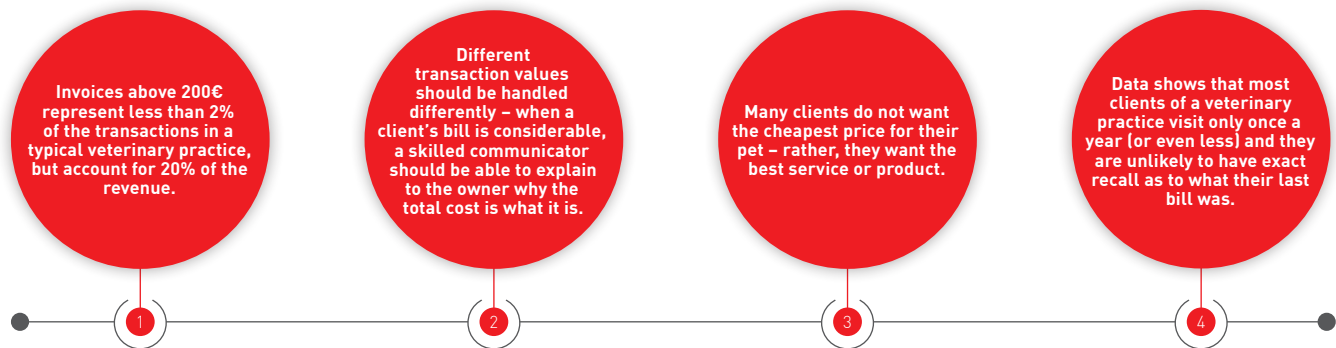 Invoices above 200€
represent less than 2%
of the transactions in a
typical veterinary practice,
but account for 20% of the
revenue.
Different
transaction values
should be handled
differently – when a
client's bill is considerable,
a skilled communicator
should be able to explain
to the owner why the
total cost is what it is.
Many clients do not want
the cheapest price for their
pet – rather, they want the
best service or product.
Data shows that most
clients of a veterinary
practice visit only once a
year (or even less) and they
are unlikely to have exact
recall as to what their last
bill was.
1
2
3
4